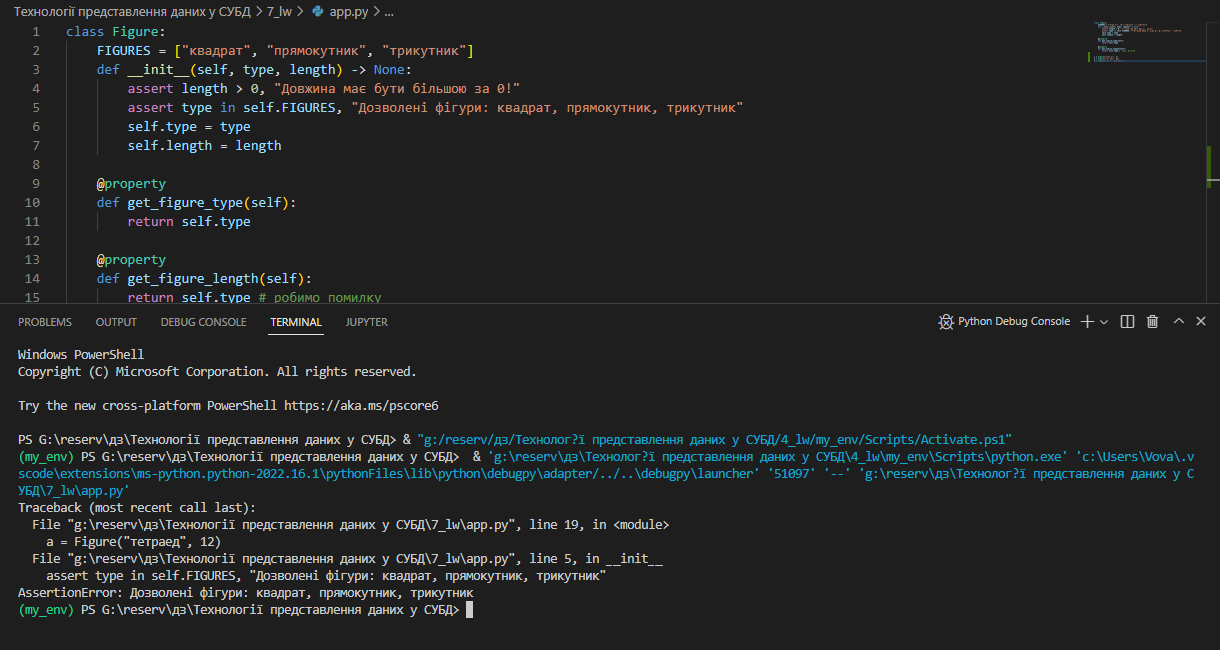 Технології представлення даних у СУБД > 7_lw > app.py > ...
1 class Figure:
2 FIGURES = ["квадрат", "прямокутник", "трикутник"]
3 def __init__(self, type, length) -> None:
4 assert length > 0, "Довжина має бути більшою за 0!"
5 assert type in self.FIGURES, "Дозволені фігури: квадрат, прямокутник, трикутник"
6 self.type = type
7 self.length = length
8
9 @property
10 def get_figure_type(self):
11 return self.type
12
13 @property
14 def get_figure_length(self):
15 return self.type # робимо помилку
PROBLEMS OUTPUT DEBUG CONSOLE TERMINAL JUPYTER Python Debug Console
Windows PowerShell
Copyright (C) Microsoft Corporation. All rights reserved.
Try the new cross-platform PowerShell https://aka.ms/pscore6
PS G:\reserv\дз\Технології представлення даних у СУБД> & "g:/reserv/дз/Технолог?ї представлення даних у СУБД/4_lw/my_env/Scripts/Activate.ps1"
(my_env) PS G:\reserv\дз\Технології представлення даних у СУБД>  & 'g:\reserv\дз\Технолог?ї представлення даних у СУБД\4_lw\my_env\Scripts\python.exe' 'c:\Users\Vova\.v
scode\extensions\ms-python.python-2022.16.1\pythonFiles\lib\python\debugpy\adapter/../..\debugpy\launcher' '51097' '--' 'g:\reserv\дз\Технолог?ї представлення даних у С
УБД\7_lw\app.py'
Traceback (most recent call last):
File "g:\reserv\дз\Технології представлення даних у СУБД\7_lw\app.py", line 19, in <module>
a = Figure("тетраед", 12)
File "g:\reserv\дз\Технології представлення даних у СУБД\7_lw\app.py", line 5, in __init__
assert type in self.FIGURES, "Дозволені фігури: квадрат, прямокутник, трикутник"
AssertionError: Дозволені фігури: квадрат, прямокутник, трикутник
(my_env) PS G:\reserv\дз\Технології представлення даних у СУБД>